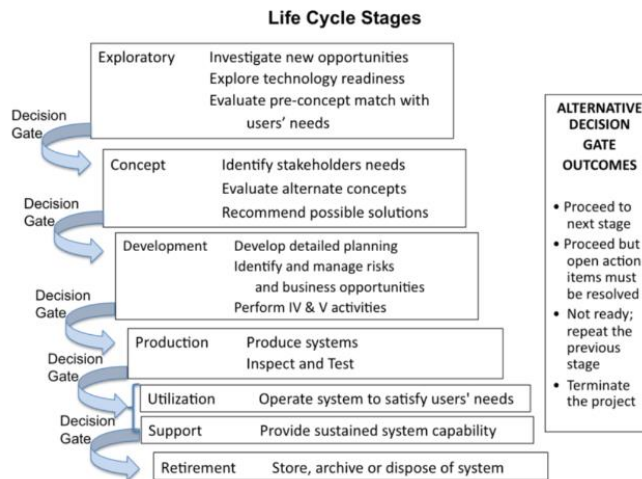 Life Cycle Stages
Exploratory Investigate new opportunities
Explore technology readiness
Evaluate pre-concept match with
users' needs
Decision
Gate
Concept Identify stakeholders needs
Evaluate alternate concepts
Recommend possible solutions
Decision
Gate
Development Develop detailed planning
Identify and manage risks
and business opportunities
Perform IV & V activities
Decision
Gate
Production Produce systems
Inspect and Test
Decision
Gate
Utilization Operate system to satisfy users' needs
Support Provide sustained system capability
Decision
Gate
Retirement Store, archive or dispose of system
ALTERNATIVE
DECISION
GATE
OUTCOMES
• Proceed to
next stage
• Proceed but
open action
items must
be resolved
• Not ready;
repeat the
previous
stage
• Terminate
the project